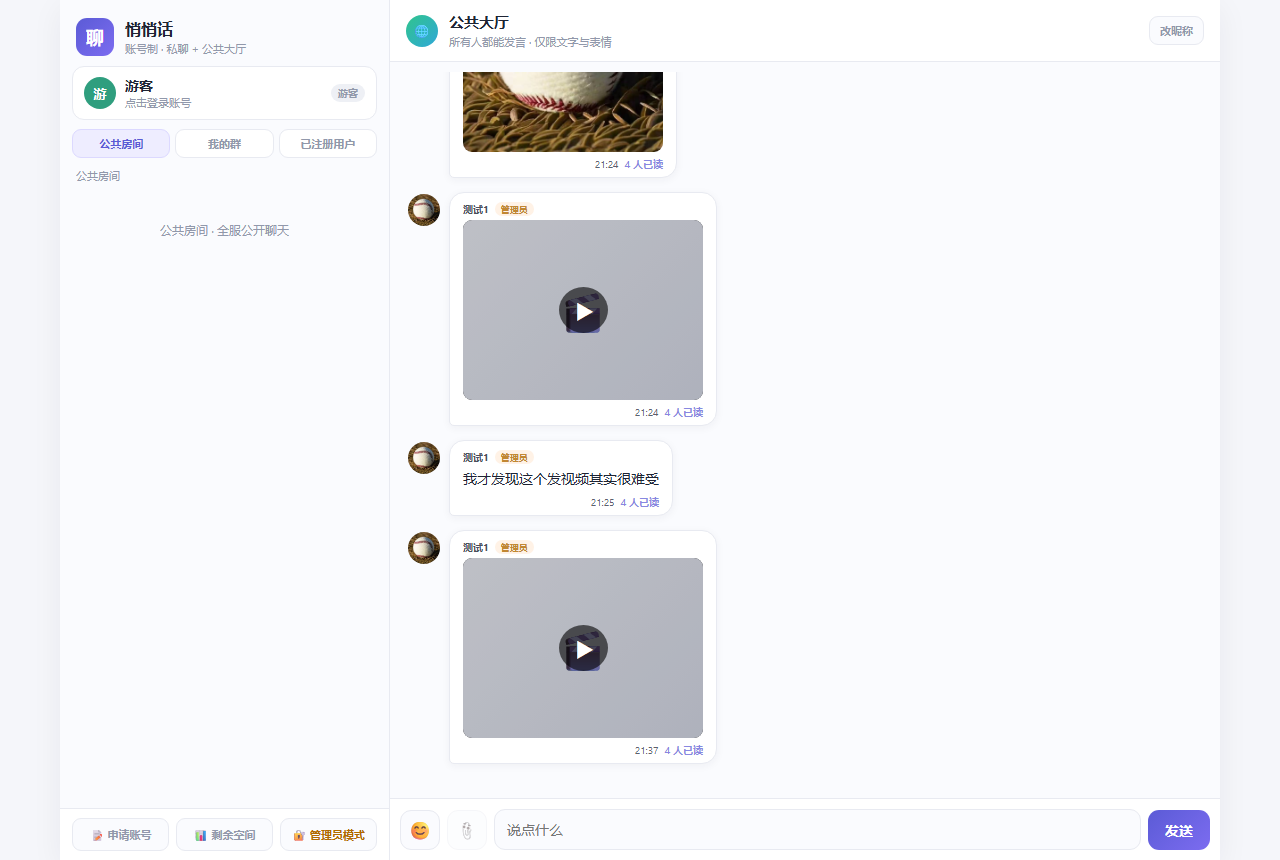 聊
悄悄话
账号制 · 私聊 + 公共大厅
游
游客
点击登录账号
游客
公共房间
我的群
已注册用户
公共房间
公共房间 · 全服公开聊天
申请账号
剩余空间
管理员模式
公共大厅
所有人都能发言 · 仅限文字与表情
改昵称
21:24 4 人已读
测试1 管理员
21:24 4 人已读
测试1 管理员
我才发现这个发视频其实很难受
21:25 4 人已读
测试1 管理员
21:37 4 人已读
说点什么
发送